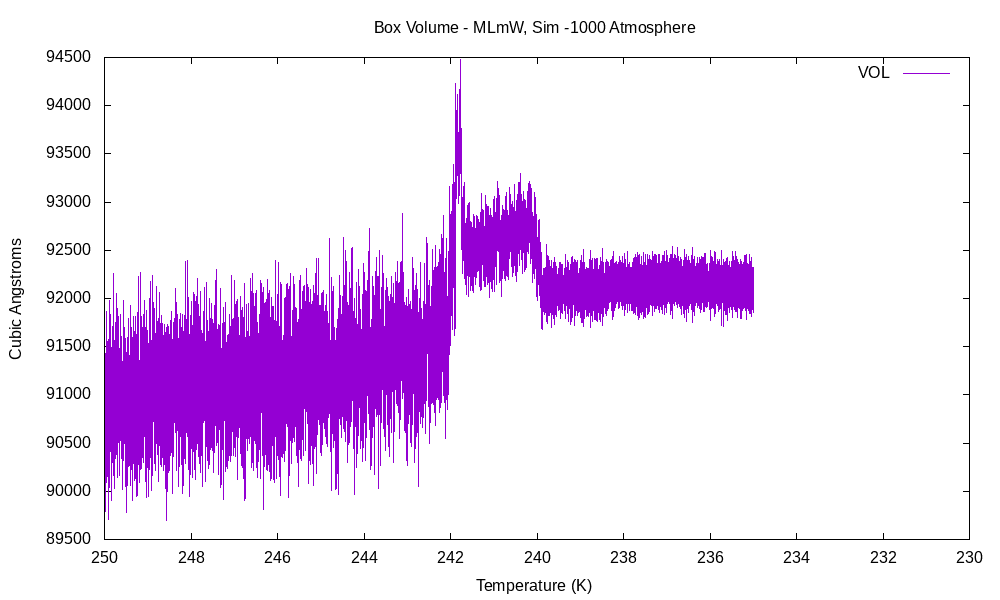 Box Volume - MLmW, Sim -1000 Atmosphere
94500
94000
93500
93000
92500
92000
91500
91000
90500
90000
89500
Cubic Angstroms
VOL
250 248 246 244 242 240 238 236 234 232 230
Temperature (K)